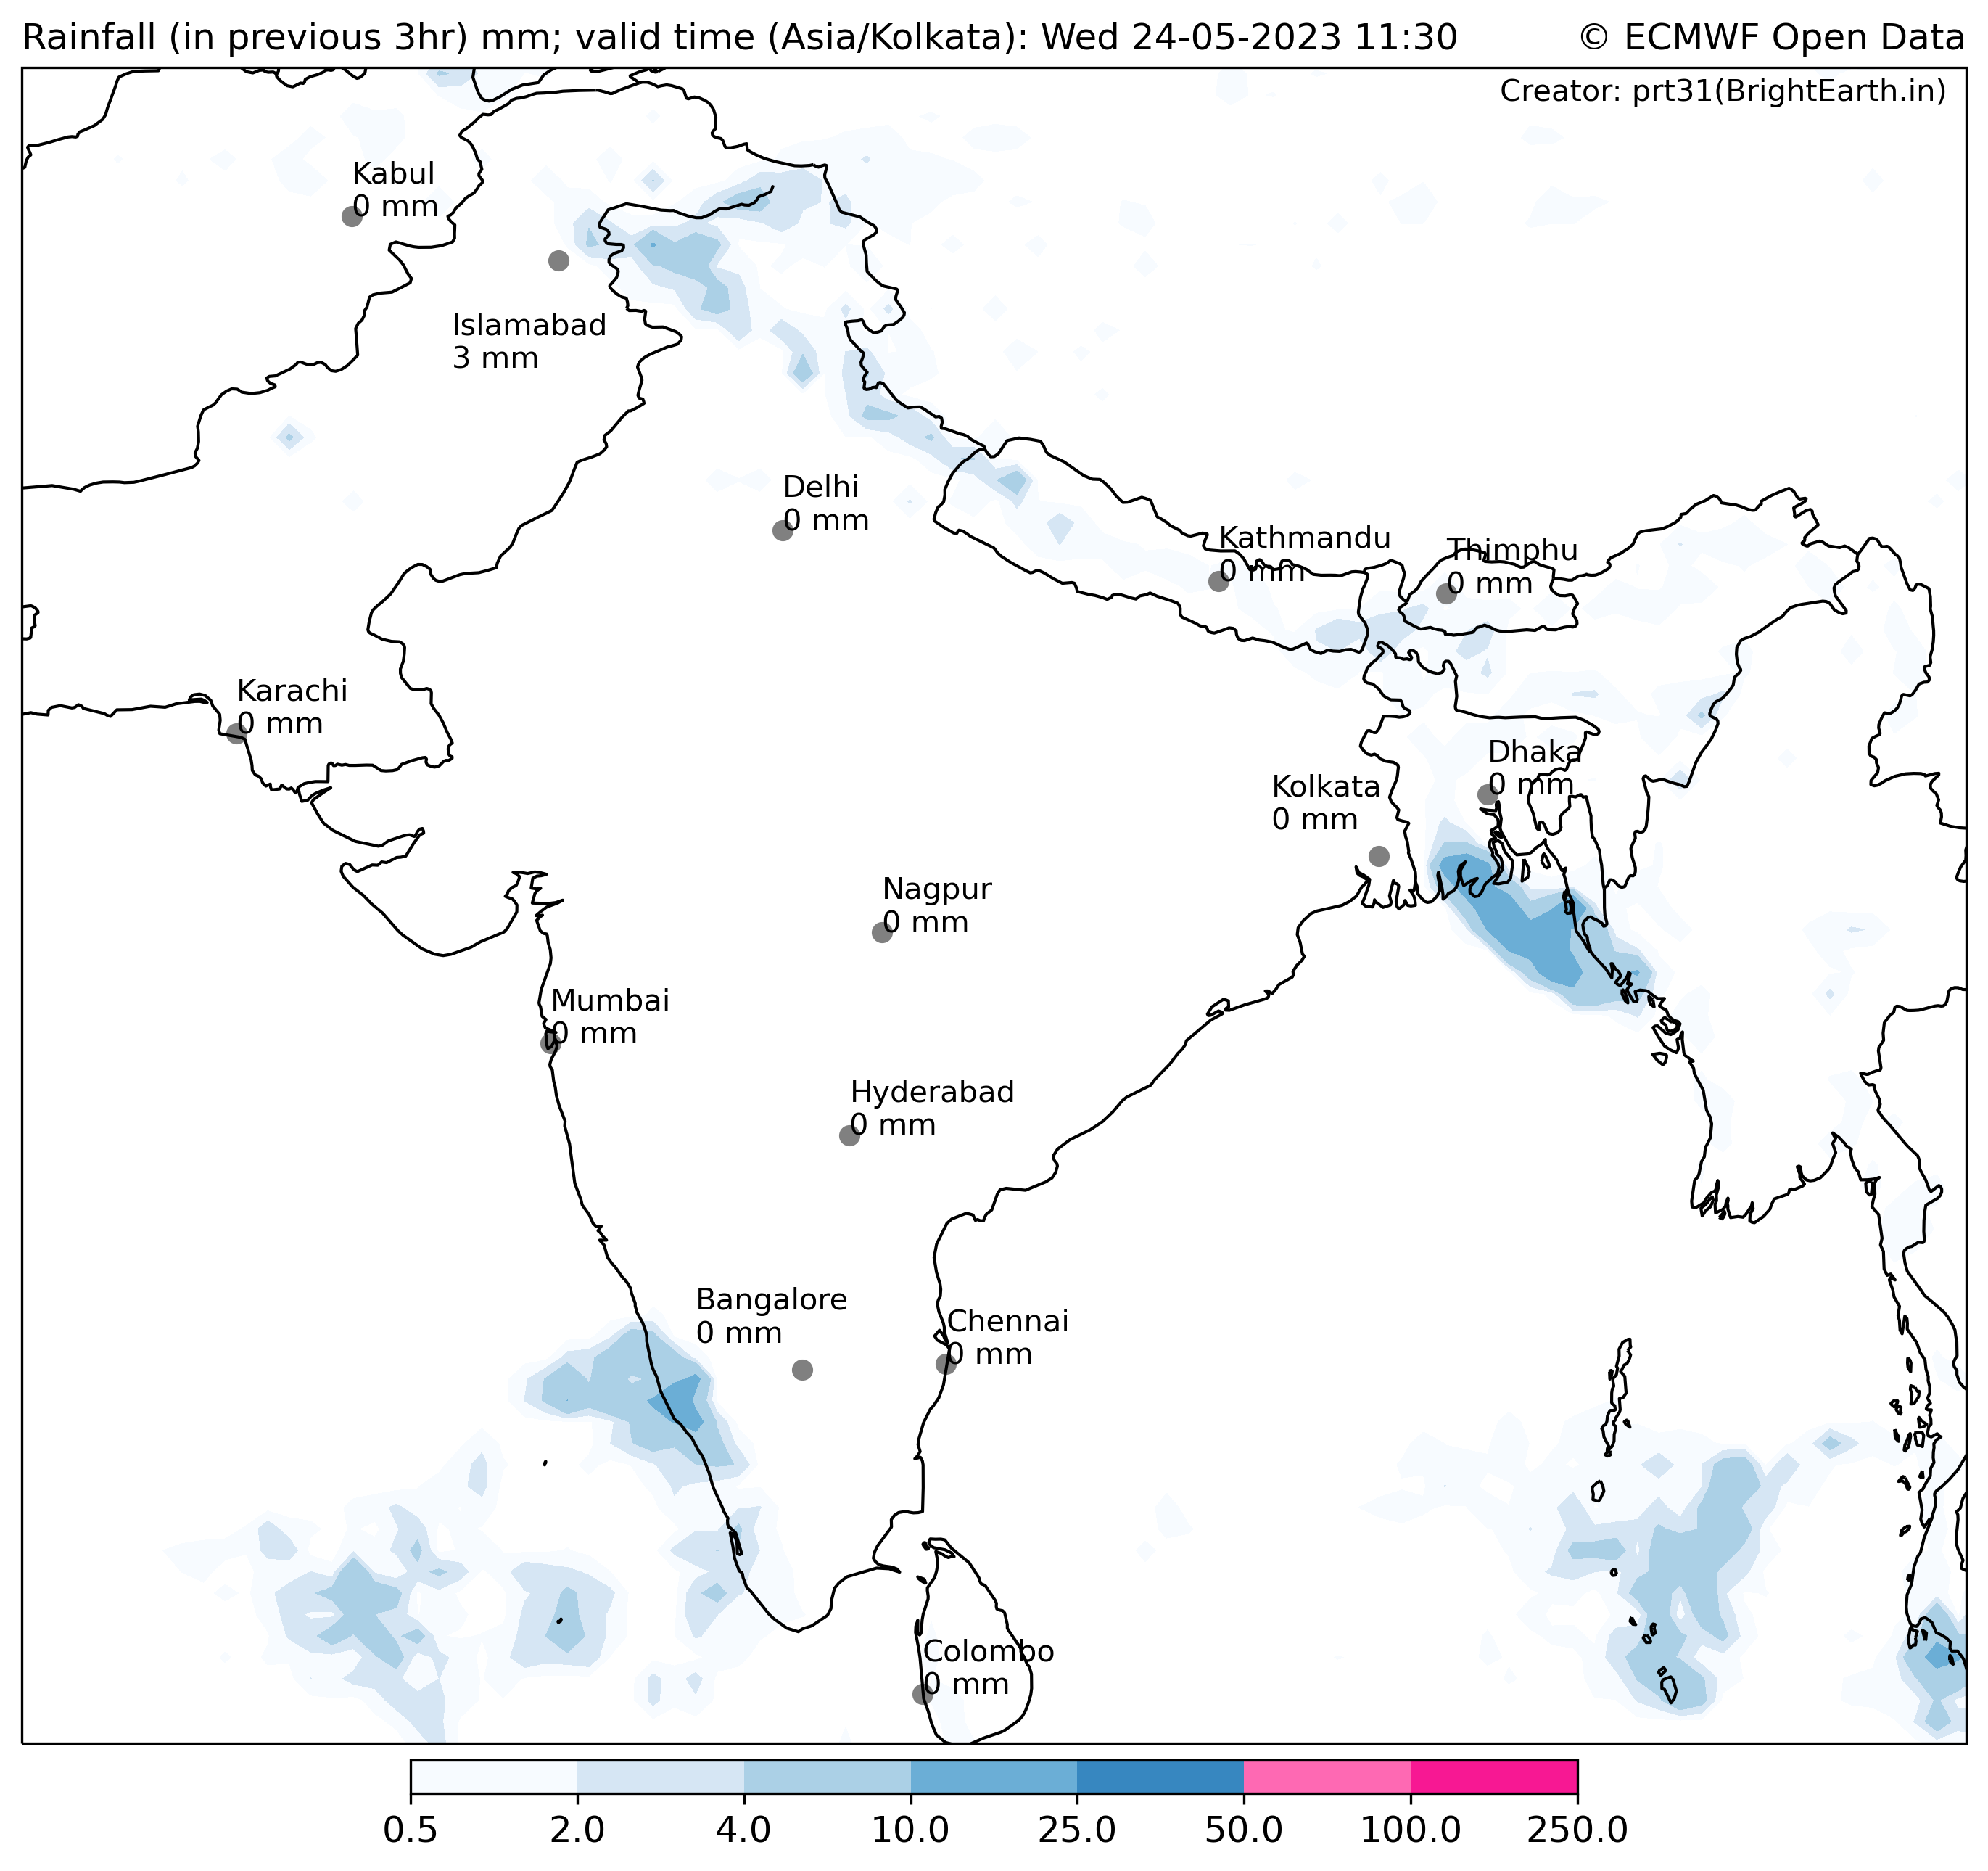 Rainfall (in previous 3hr) mm; valid time (Asia/Kolkata): Wed 24-05-2023 11:30
© ECMWF Open Data
Creator: prt31(BrightEarth.in)
Kabul
0 mm
Islamabad
3 mm
Delhi
0 mm
Kathmandu
0 mm
Thimphu
0 mm
Karachi
0 mm
Dhaka
0 mm
Kolkata
0 mm
Nagpur
0 mm
Mumbai
0 mm
Hyderabad
0 mm
Bangalore
0 mm
Chennai
0 mm
Colombo
0 mm
0.5 2.0 4.0 10.0 25.0 50.0 100.0 250.0